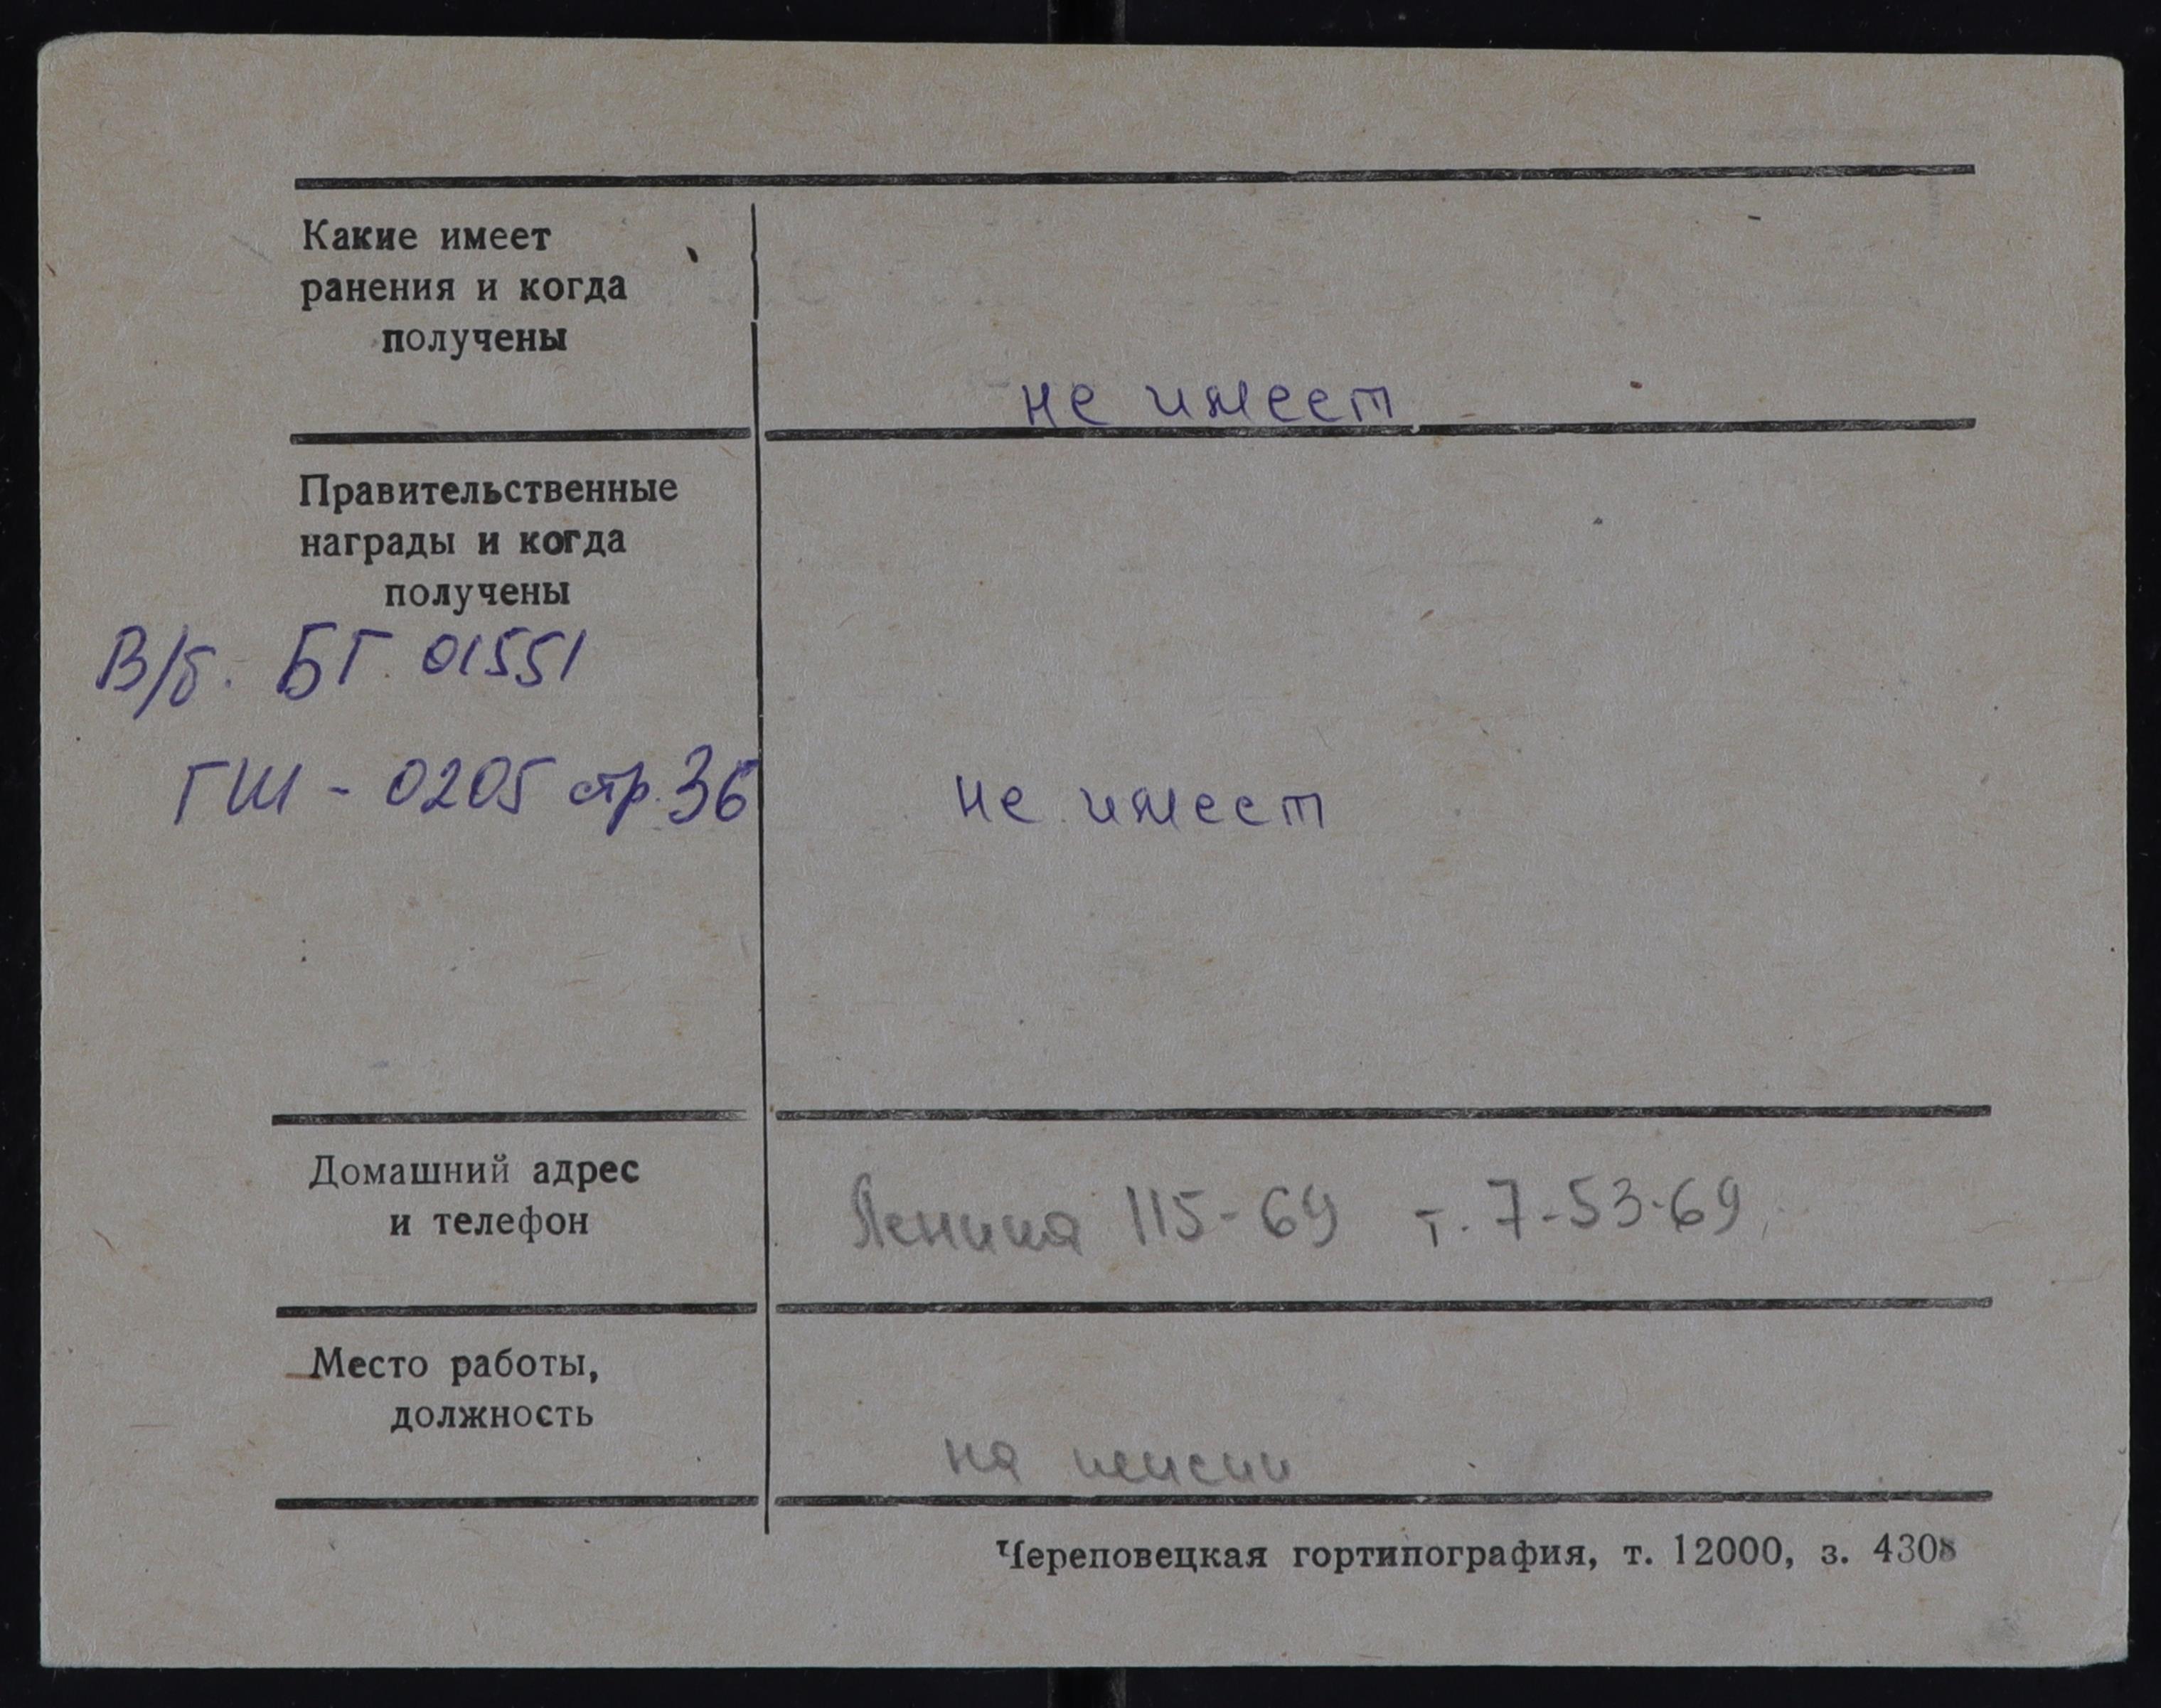 Какие имеет
ранения и когда
получены
не имеет
Правительственные
награды и когда
получены
В/б. БГ 01551
ГШ - 0205 стр. 36
не имеет
Домашний адрес
и телефон
Ленина 115-69 т. 7-53-69
Место работы,
должность
на пенсии
Череповецкая гортипография, т. 12000, з. 4308